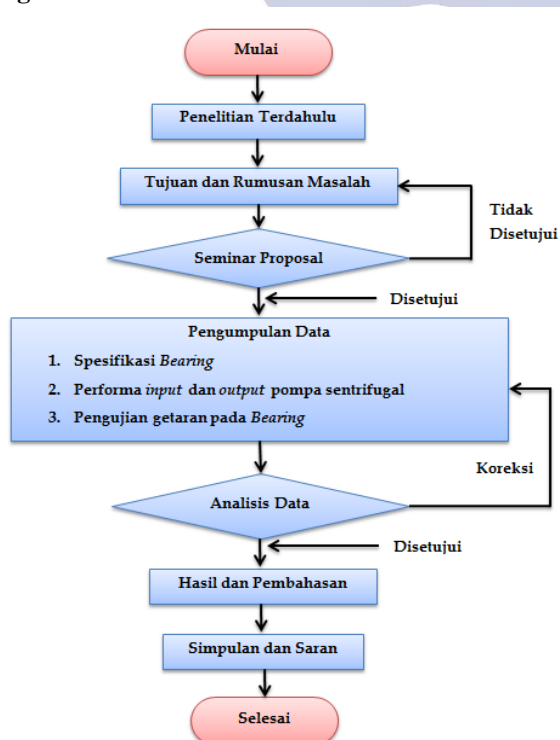 Mulai
Penelitian Terdahulu
Tujuan dan Rumusan Masalah
Tidak
Disetujui
Seminar Proposal
Disetujui
Pengumpulan Data
1. Spesifikasi Bearing
2. Performa input dan output pompa sentrifugal
3. Pengujian getaran pada Bearing
Koreksi
Analisis Data
Disetujui
Hasil dan Pembahasan
Simpulan dan Saran
Selesai